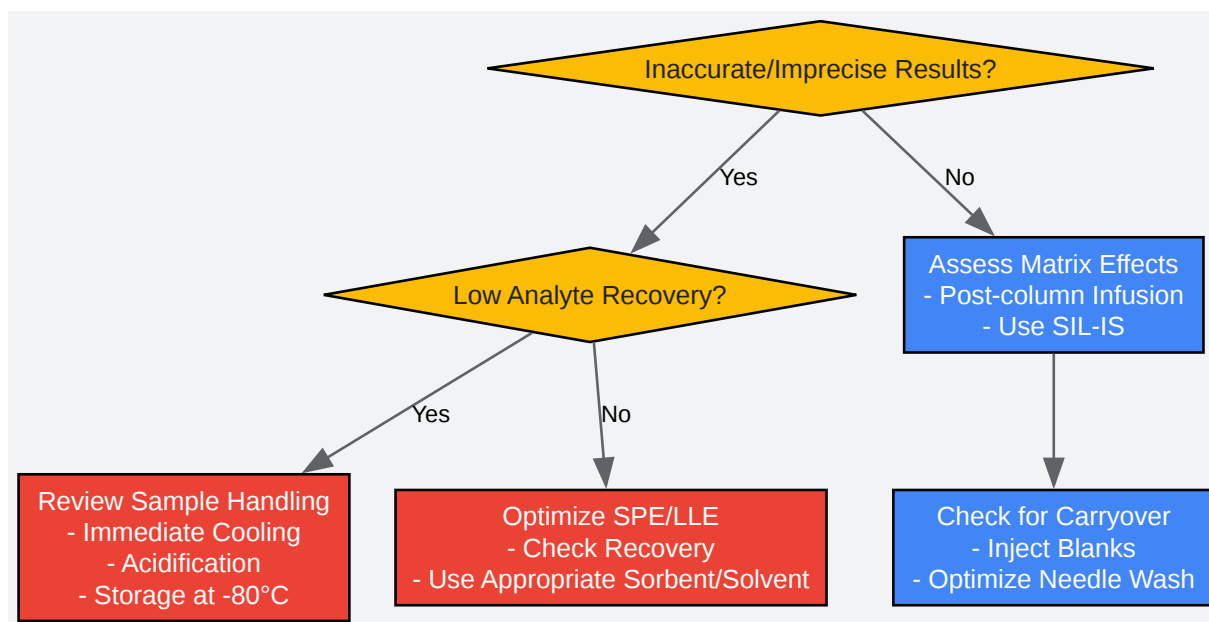 Inaccurate/Imprecise Results?
Yes
No
Low Analyte Recovery?
Assess Matrix Effects
- Post-column Infusion
- Use SIL-IS
Yes
No
Review Sample Handling
- Immediate Cooling
- Acidification
- Storage at -80°C
Optimize SPE/LLE
- Check Recovery
- Use Appropriate Sorbent/Solvent
Check for Carryover
- Inject Blanks
- Optimize Needle Wash